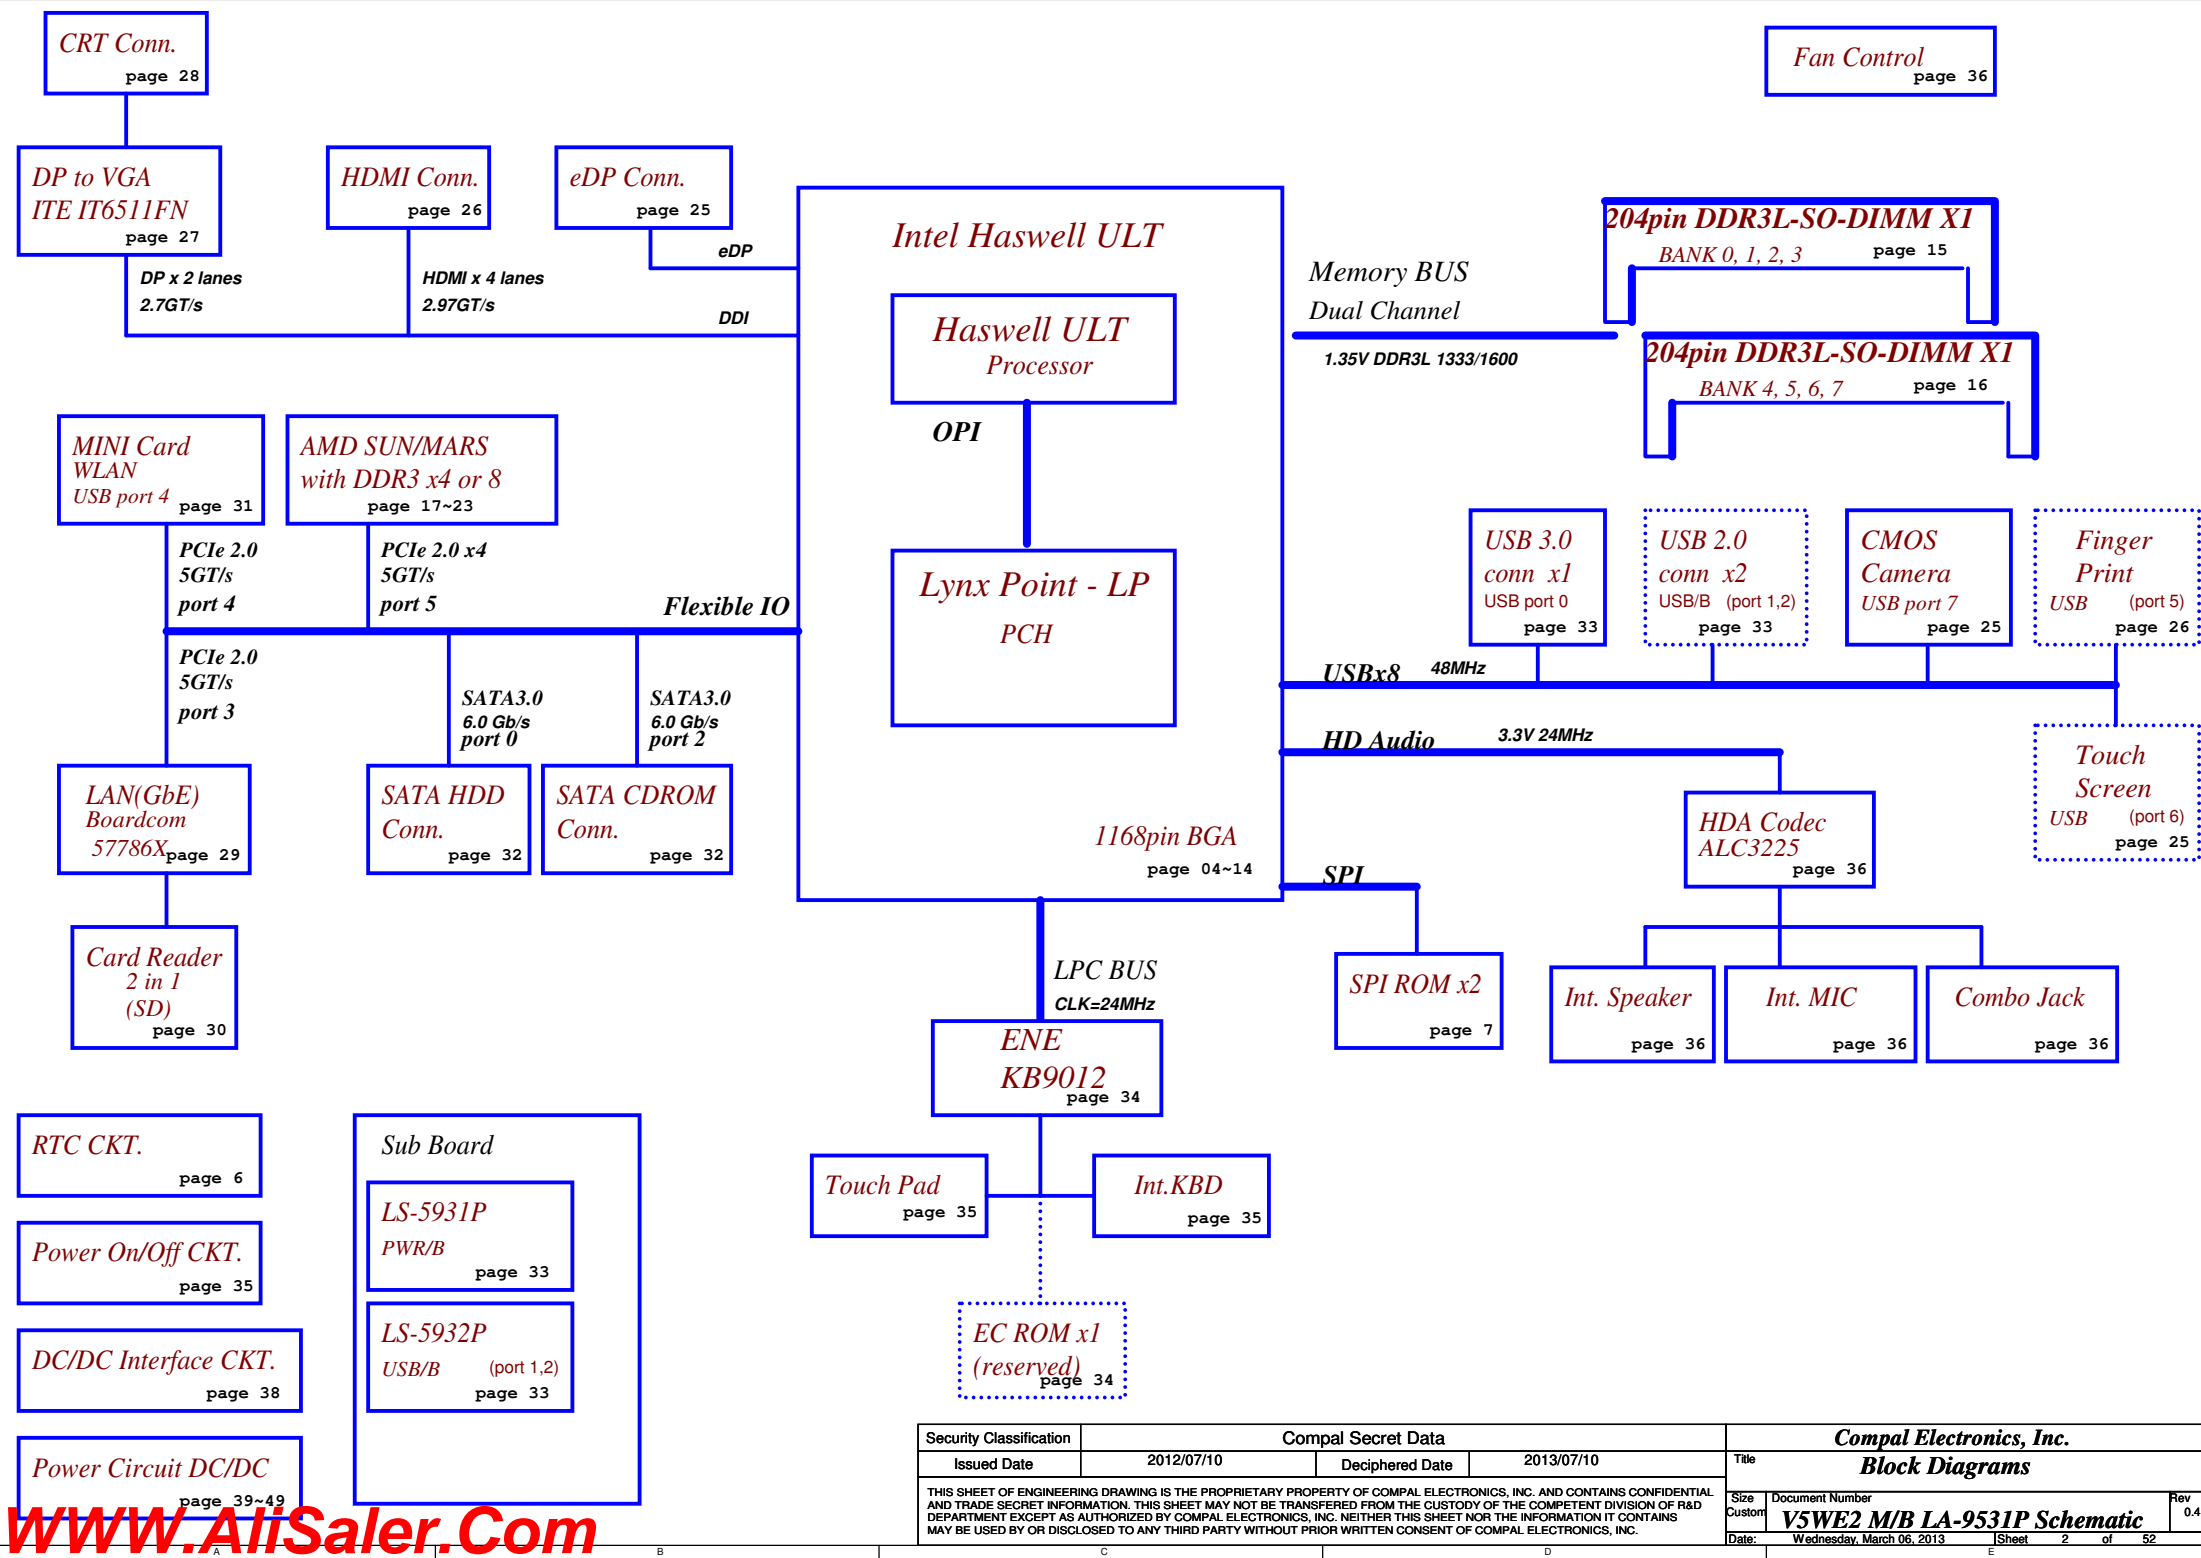 CRT Conn.
page 28
Fan Control
page 36
DP to VGA
ITE IT6511FN
page 27
HDMI Conn.
page 26
eDP Conn.
page 25
eDP
DP x 2 lanes
2.7GT/s
HDMI x 4 lanes
2.97GT/s
DDI
Intel Haswell ULT
Haswell ULT
Processor
OPI
Lynx Point - LP
PCH
1168pin BGA
page 04~14
Memory BUS
Dual Channel
1.35V DDR3L 1333/1600
204pin DDR3L-SO-DIMM X1
BANK 0, 1, 2, 3
page 15
204pin DDR3L-SO-DIMM X1
BANK 4, 5, 6, 7
page 16
MINI Card
WLAN
USB port 4
page 31
AMD SUN/MARS
with DDR3 x4 or 8
page 17~23
PCIe 2.0
5GT/s
port 4
PCIe 2.0 x4
5GT/s
port 5
Flexible IO
PCIe 2.0
5GT/s
port 3
SATA3.0
6.0 Gb/s
port 0
SATA3.0
6.0 Gb/s
port 2
LAN(GbE)
Boardcom
57786X
page 29
SATA HDD
Conn.
page 32
SATA CDROM
Conn.
page 32
Card Reader
2 in 1
(SD)
page 30
USB 3.0
conn x1
USB port 0
page 33
USB 2.0
conn x2
USB/B (port 1,2)
page 33
CMOS
Camera
USB port 7
page 25
Finger
Print
USB (port 5)
page 26
USBx8
48MHz
HD Audio
3.3V 24MHz
Touch
Screen
USB (port 6)
page 25
HDA Codec
ALC3225
page 36
SPI
SPI ROM x2
page 7
Int. Speaker
page 36
Int. MIC
page 36
Combo Jack
page 36
LPC BUS
CLK=24MHz
ENE
KB9012
page 34
Touch Pad
page 35
Int.KBD
page 35
EC ROM x1
(reserved)
page 34
RTC CKT.
page 6
Power On/Off CKT.
page 35
DC/DC Interface CKT.
page 38
Power Circuit DC/DC
page 39~49
Sub Board
LS-5931P
PWR/B
page 33
LS-5932P
USB/B (port 1,2)
page 33
WWW.AliSaler.Com
Security Classification
Compal Secret Data
Issued Date
2012/07/10
Deciphered Date
2013/07/10
THIS SHEET OF ENGINEERING DRAWING IS THE PROPRIETARY PROPERTY OF COMPAL ELECTRONICS, INC. AND CONTAINS CONFIDENTIAL
AND TRADE SECRET INFORMATION. THIS SHEET MAY NOT BE TRANSFERED FROM THE CUSTODY OF THE COMPETENT DIVISION OF R&D
DEPARTMENT EXCEPT AS AUTHORIZED BY COMPAL ELECTRONICS, INC. NEITHER THIS SHEET NOR THE INFORMATION IT CONTAINS
MAY BE USED BY OR DISCLOSED TO ANY THIRD PARTY WITHOUT PRIOR WRITTEN CONSENT OF COMPAL ELECTRONICS, INC.
Compal Electronics, Inc.
Title
Block Diagrams
Size
Custom
Document Number
V5WE2 M/B LA-9531P Schematic
Rev
0.4
Date: Wednesday, March 06, 2013
Sheet 2 of 52
A B C D E